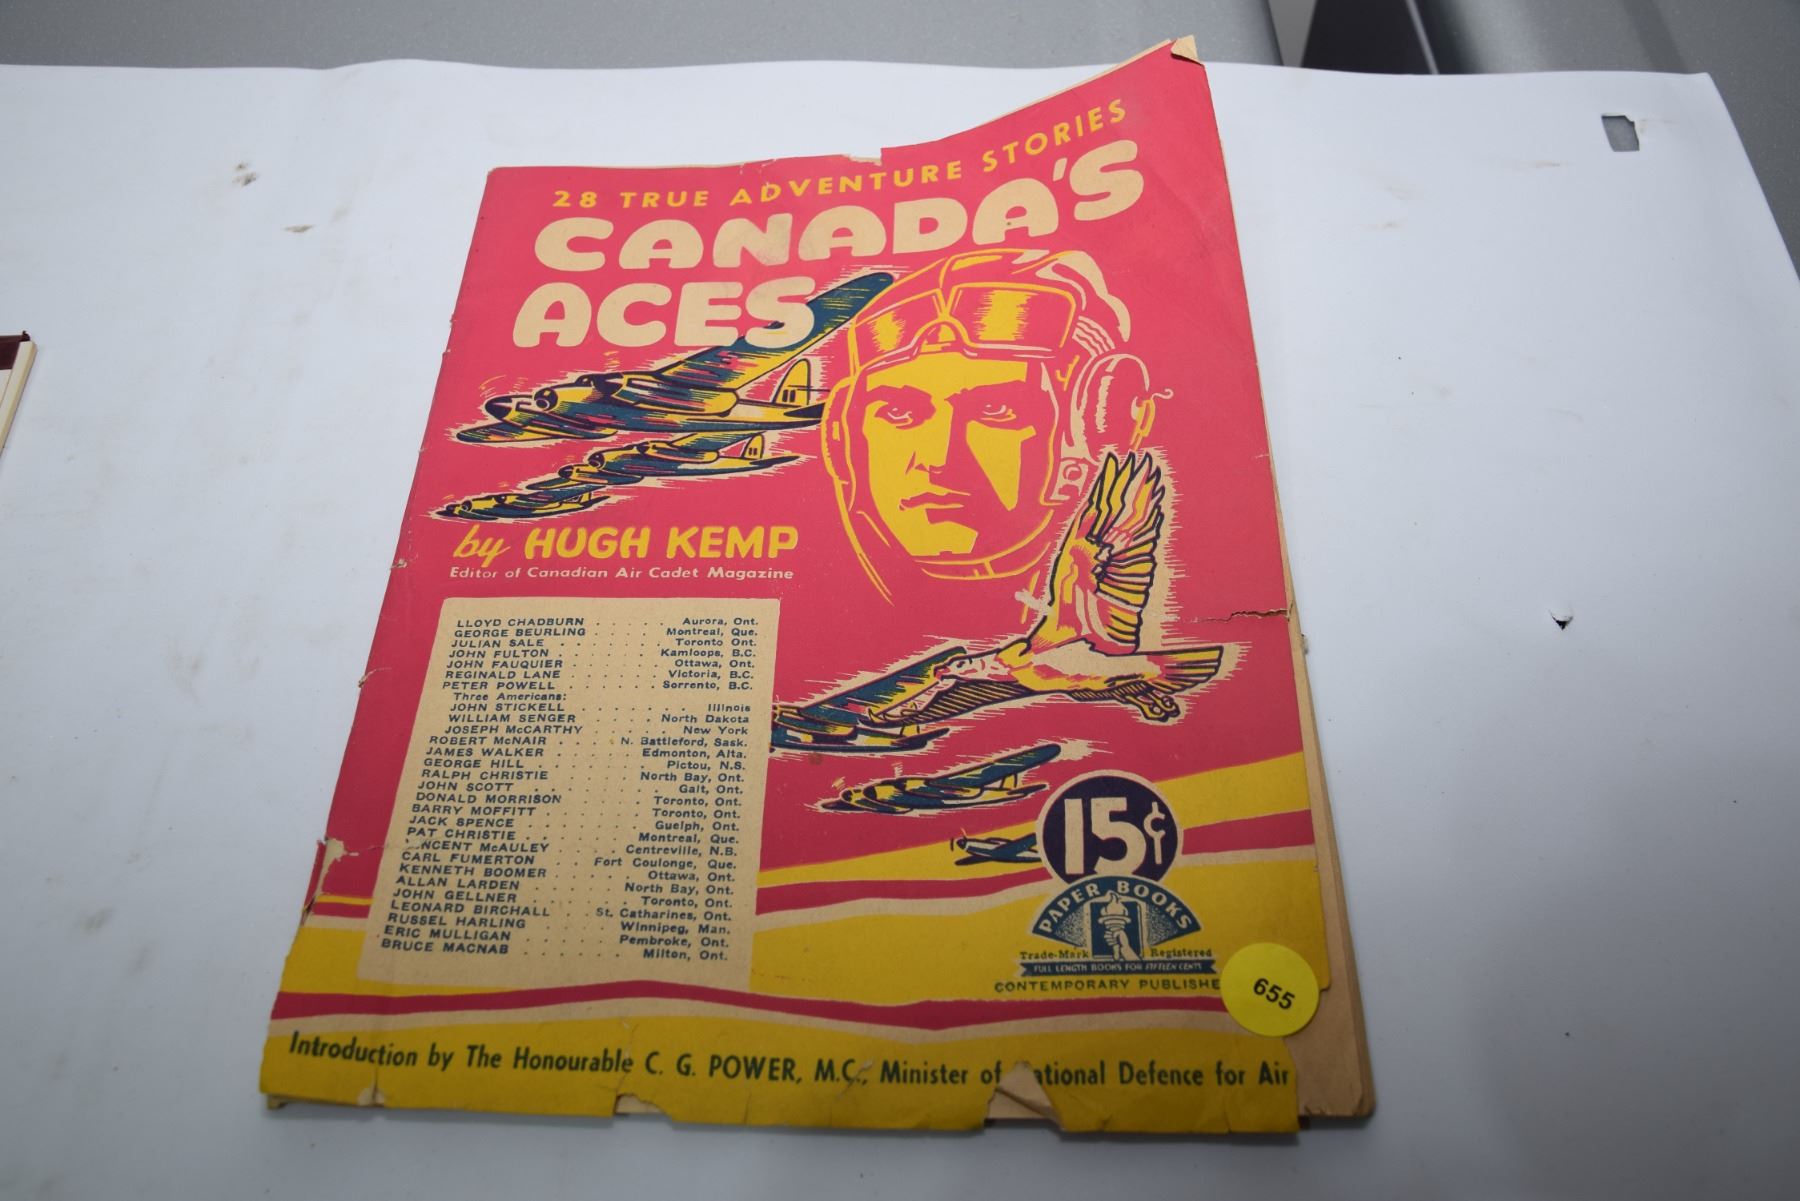 28 TRUE ADVENTURE STORIES
CANADA'S
ACES
by HUGH KEMP
Editor of Canadian Air Cadet Magazine
LLOYD CHADBURN . . . . . Aurora, Ont.
GEORGE BEURLING . . . . Montreal, Que.
JULIAN SALE . . . . . . Toronto Ont.
JOHN FULTON . . . . . . Kamloops, B.C.
JOHN FAUQUIER . . . . . Ottawa, Ont.
REGINALD LANE . . . . . Victoria, B.C.
PETER POWELL . . . . . . Sorrento, B.C.
Three Americans:
JOHN STICKELL . . . . . . . Illinois
WILLIAM SENGER . . . . North Dakota
JOSEPH McCARTHY . . . . New York
ROBERT McNAIR . . . . N. Battleford, Sask.
JAMES WALKER . . . . . Edmonton, Alta.
GEORGE HILL . . . . . . Pictou, N.S.
RALPH CHRISTIE . . . . . North Bay, Ont.
JOHN SCOTT . . . . . . . Galt, Ont.
DONALD MORRISON . . . . Toronto, Ont.
BARRY MOFFITT . . . . . Toronto, Ont.
JACK SPENCE . . . . . . Guelph, Ont.
PAT CHRISTIE . . . . . . Montreal, Que.
NCENT McAULEY . . . . Centreville, N.B.
CARL FUMERTON . . . Fort Coulonge, Que.
KENNETH BOOMER . . . . . Ottawa, Ont.
ALLAN LARDEN . . . . . North Bay, Ont.
JOHN GELLNER . . . . . . Toronto, Ont.
LEONARD BIRCHALL . . St. Catharines, Ont.
RUSSEL HARLING . . . . . Winnipeg, Man.
ERIC MULLIGAN . . . . . Pembroke, Ont.
BRUCE MACNAB . . . . . . Milton, Ont.
15¢
PAPER BOOKS
Trade-Mark Registered
FULL LENGTH BOOKS FOR FIFTEEN CENTS
CONTEMPORARY PUBLISHE
655
Introduction by The Honourable C. G. POWER, M.C., Minister of ational Defence for Air